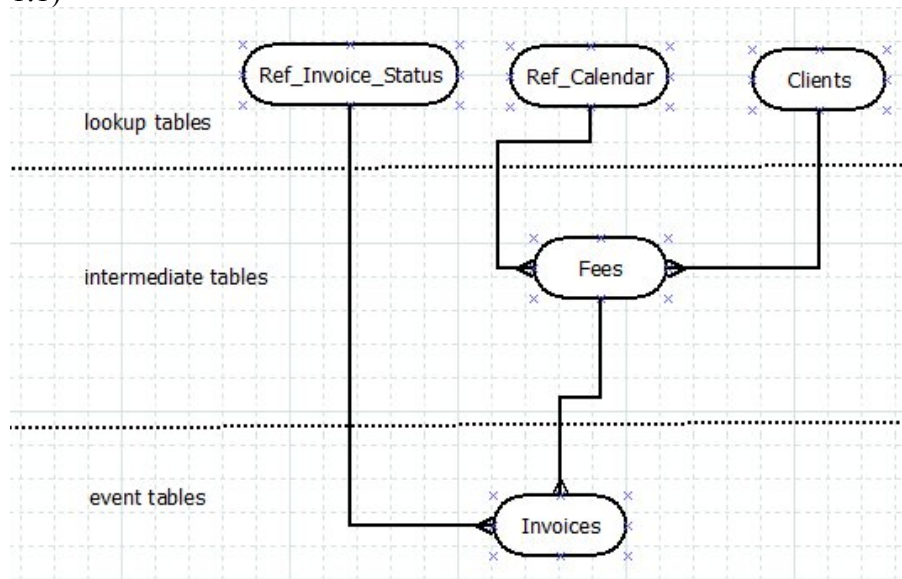 Ref_Invoice_Status
Ref_Calendar
Clients
lookup tables
intermediate tables
Fees
event tables
Invoices